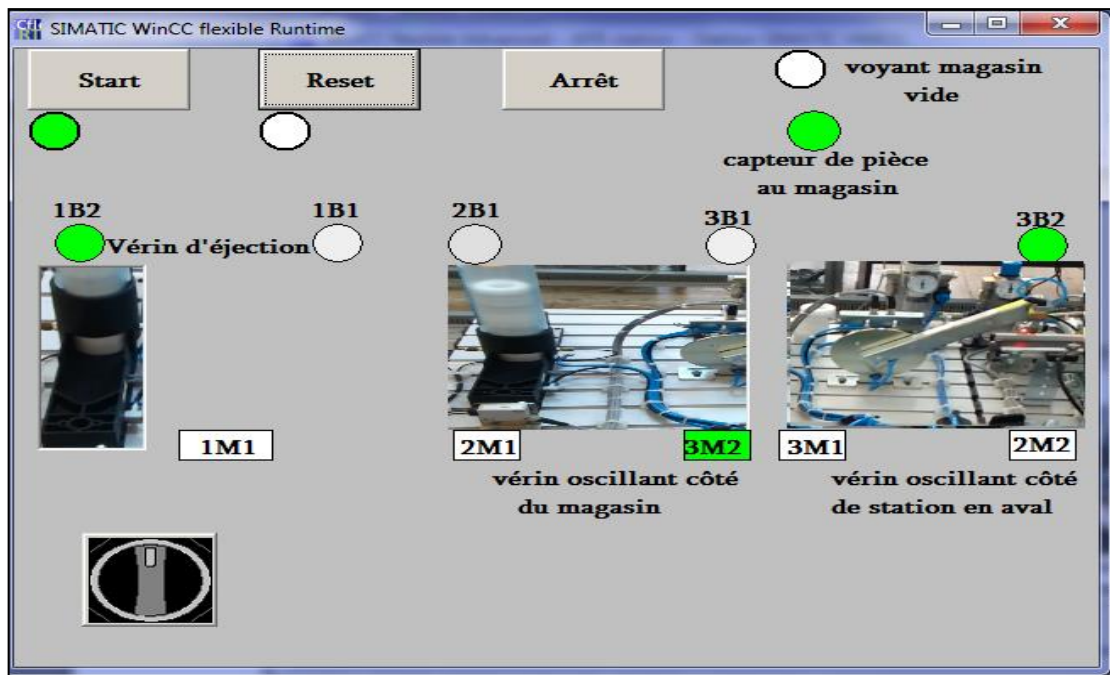 SIMATIC WinCC flexible Runtime
Start
Reset
Arrêt
voyant magasin
vide
capteur de pièce
au magasin
1B2
1B1
2B1
3B1
3B2
Vérin d'éjection
1M1
2M1
3M2
3M1
2M2
vérin oscillant côté
du magasin
vérin oscillant côté
de station en aval